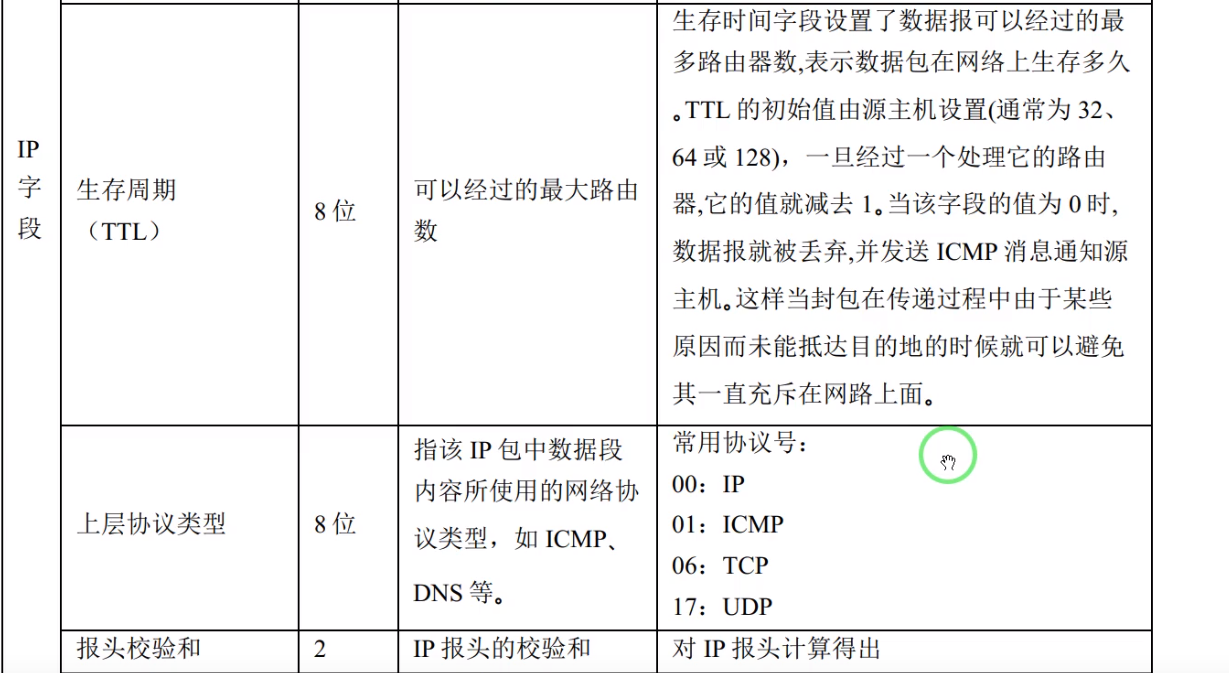 IP
字
段
生存周期
（TTL）
8 位
可以经过的最大路由
数
生存时间字段设置了数据报可以经过的最
多路由器数,表示数据包在网络上生存多久
。TTL 的初始值由源主机设置(通常为 32、
64 或 128)，一旦经过一个处理它的路由
器,它的值就减去 1。当该字段的值为 0 时,
数据报就被丢弃,并发送 ICMP 消息通知源
主机。这样当封包在传递过程中由于某些
原因而未能抵达目的地的时候就可以避免
其一直充斥在网路上面。
上层协议类型
8 位
指该 IP 包中数据段
内容所使用的网络协
议类型，如 ICMP、
DNS 等。
常用协议号：
00：IP
01：ICMP
06：TCP
17：UDP
报头校验和
2
IP 报头的校验和
对 IP 报头计算得出